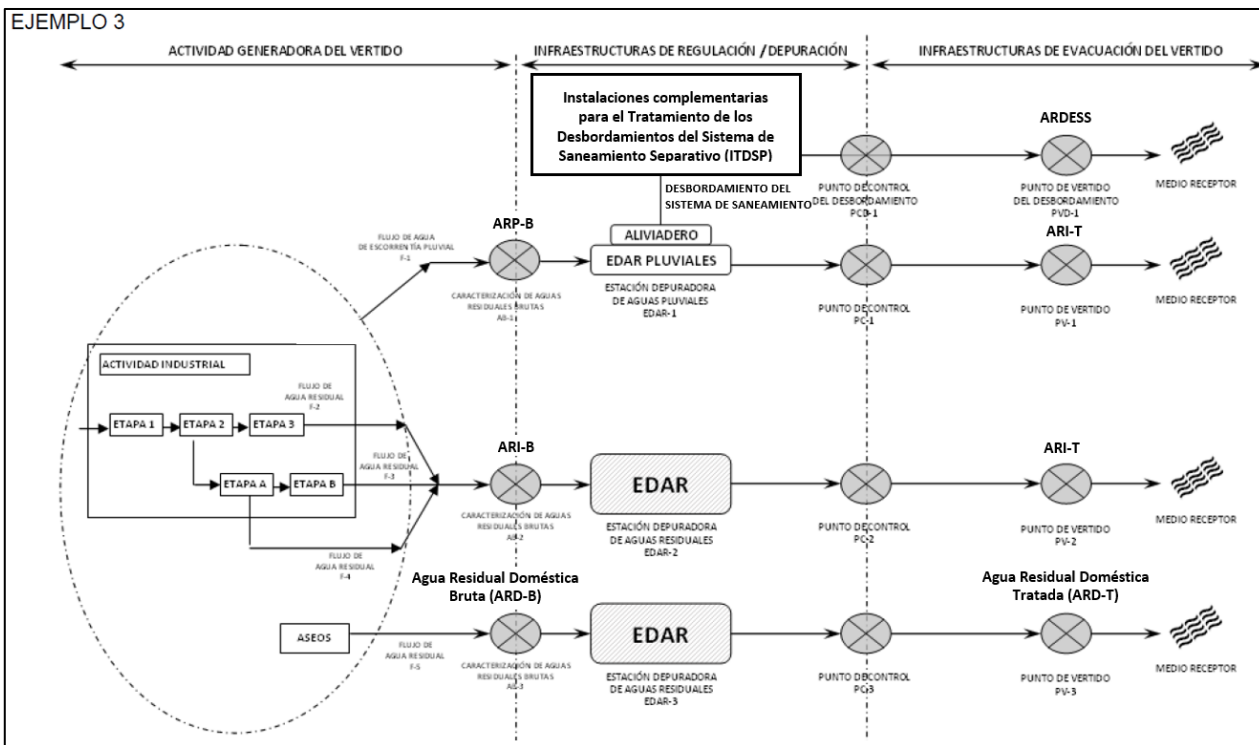 EJEMPLO 3
ACTIVIDAD GENERADORA DEL VERTIDO
INFRAESTRUCTURAS DE REGULACIÓN / DEPURACIÓN
INFRAESTRUCTURAS DE EVACUACIÓN DEL VERTIDO
Instalaciones complementarias
para el Tratamiento de los
Desbordamientos del Sistema de
Saneamiento Separativo (ITDSP)
ARDESS
PUNTO DE CONTROL
DEL DESBORDAMIENTO
PCD-1
PUNTO DE VERTIDO
DEL DESBORDAMIENTO
PVD-1
MEDIO RECEPTOR
DESBORDAMIENTO DEL
SISTEMA DE SANEAMIENTO
FLUJO DE AGUA
DE ESCORRENTÍA PLUVIAL
F-1
ARP-B
CARACTERIZACIÓN DE AGUAS
RESIDUALES BRUTAS
AB-1
ALIVIADERO
EDAR PLUVIALES
ESTACIÓN DEPURADORA
DE AGUAS PLUVIALES
EDAR-1
PUNTO DE CONTROL
PC-1
ARI-T
PUNTO DE VERTIDO
PV-1
MEDIO RECEPTOR
ACTIVIDAD INDUSTRIAL
ETAPA 1
ETAPA 2
ETAPA 3
FLUJO DE
AGUA RESIDUAL
F-2
ETAPA A
ETAPA B
FLUJO DE
AGUA RESIDUAL
F-3
FLUJO DE
AGUA RESIDUAL
F-4
ARI-B
CARACTERIZACIÓN DE AGUAS
RESIDUALES BRUTAS
AB-2
EDAR
ESTACIÓN DEPURADORA
DE AGUAS RESIDUALES
EDAR-2
PUNTO DE CONTROL
PC-2
ARI-T
PUNTO DE VERTIDO
PV-2
MEDIO RECEPTOR
ASEOS
FLUJO DE
AGUA RESIDUAL
F-5
Agua Residual Doméstica
Bruta (ARD-B)
CARACTERIZACIÓN DE AGUAS
RESIDUALES BRUTAS
AB-3
EDAR
ESTACIÓN DEPURADORA
DE AGUAS RESIDUALES
EDAR-3
PUNTO DE CONTROL
PC-3
Agua Residual Doméstica
Tratada (ARD-T)
PUNTO DE VERTIDO
PV-3
MEDIO RECEPTOR